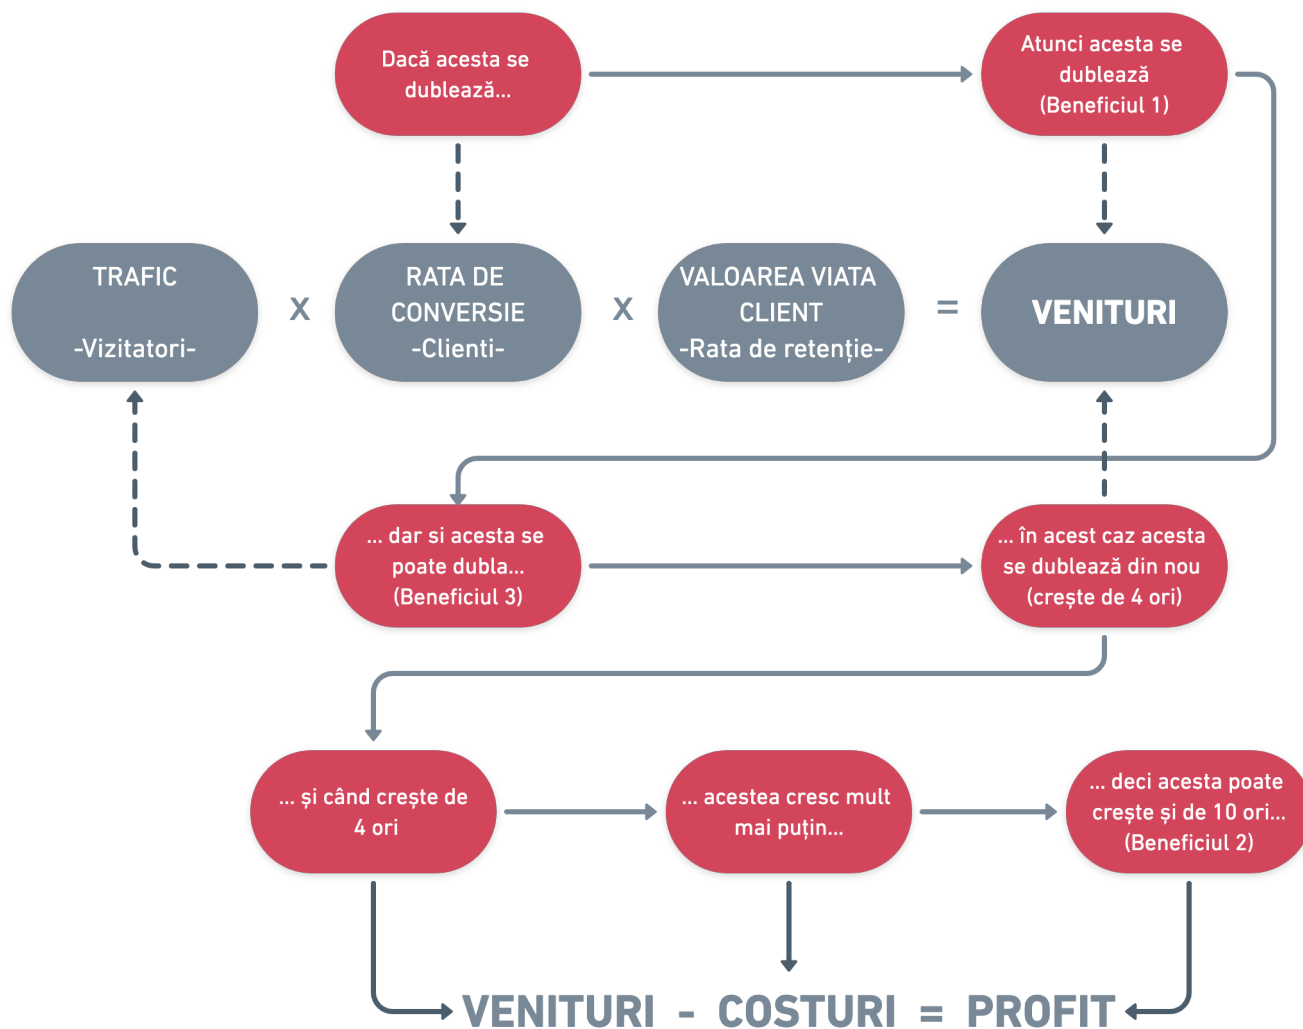 Dacă acesta se
dublează...
Atunci acesta se
dublează
(Beneficiul 1)
TRAFIC
-Vizitatori-
x
RATA DE
CONVERSIE
-Clienti-
x
VALOAREA VIATA
CLIENT
-Rata de retenție-
=
VENITURI
... dar si acesta se
poate dubla...
(Beneficiul 3)
... în acest caz acesta
se dublează din nou
(crește de 4 ori)
... și când crește de
4 ori
... acestea cresc mult
mai puțin...
... deci acesta poate
crește și de 10 ori...
(Beneficiul 2)
VENITURI - COSTURI = PROFIT